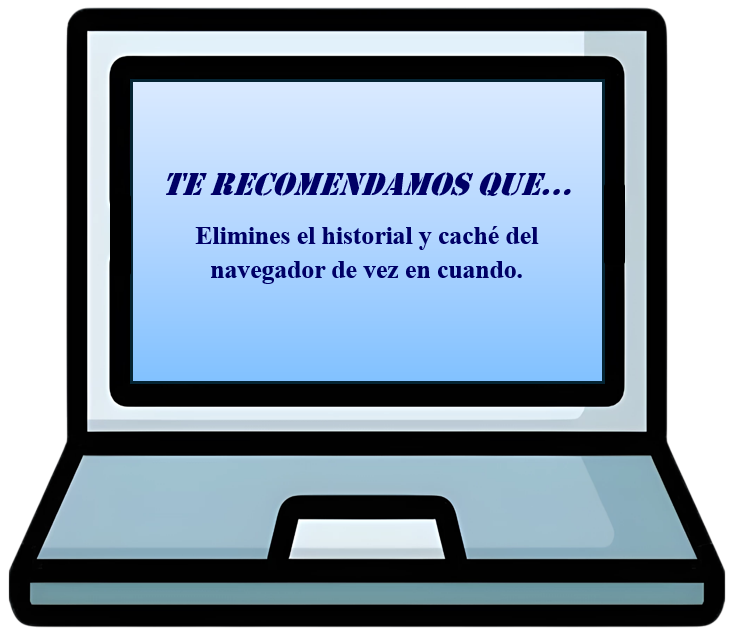 TE RECOMENDAMOS QUE...
Elimines el historial y caché del
navegador de vez en cuando.